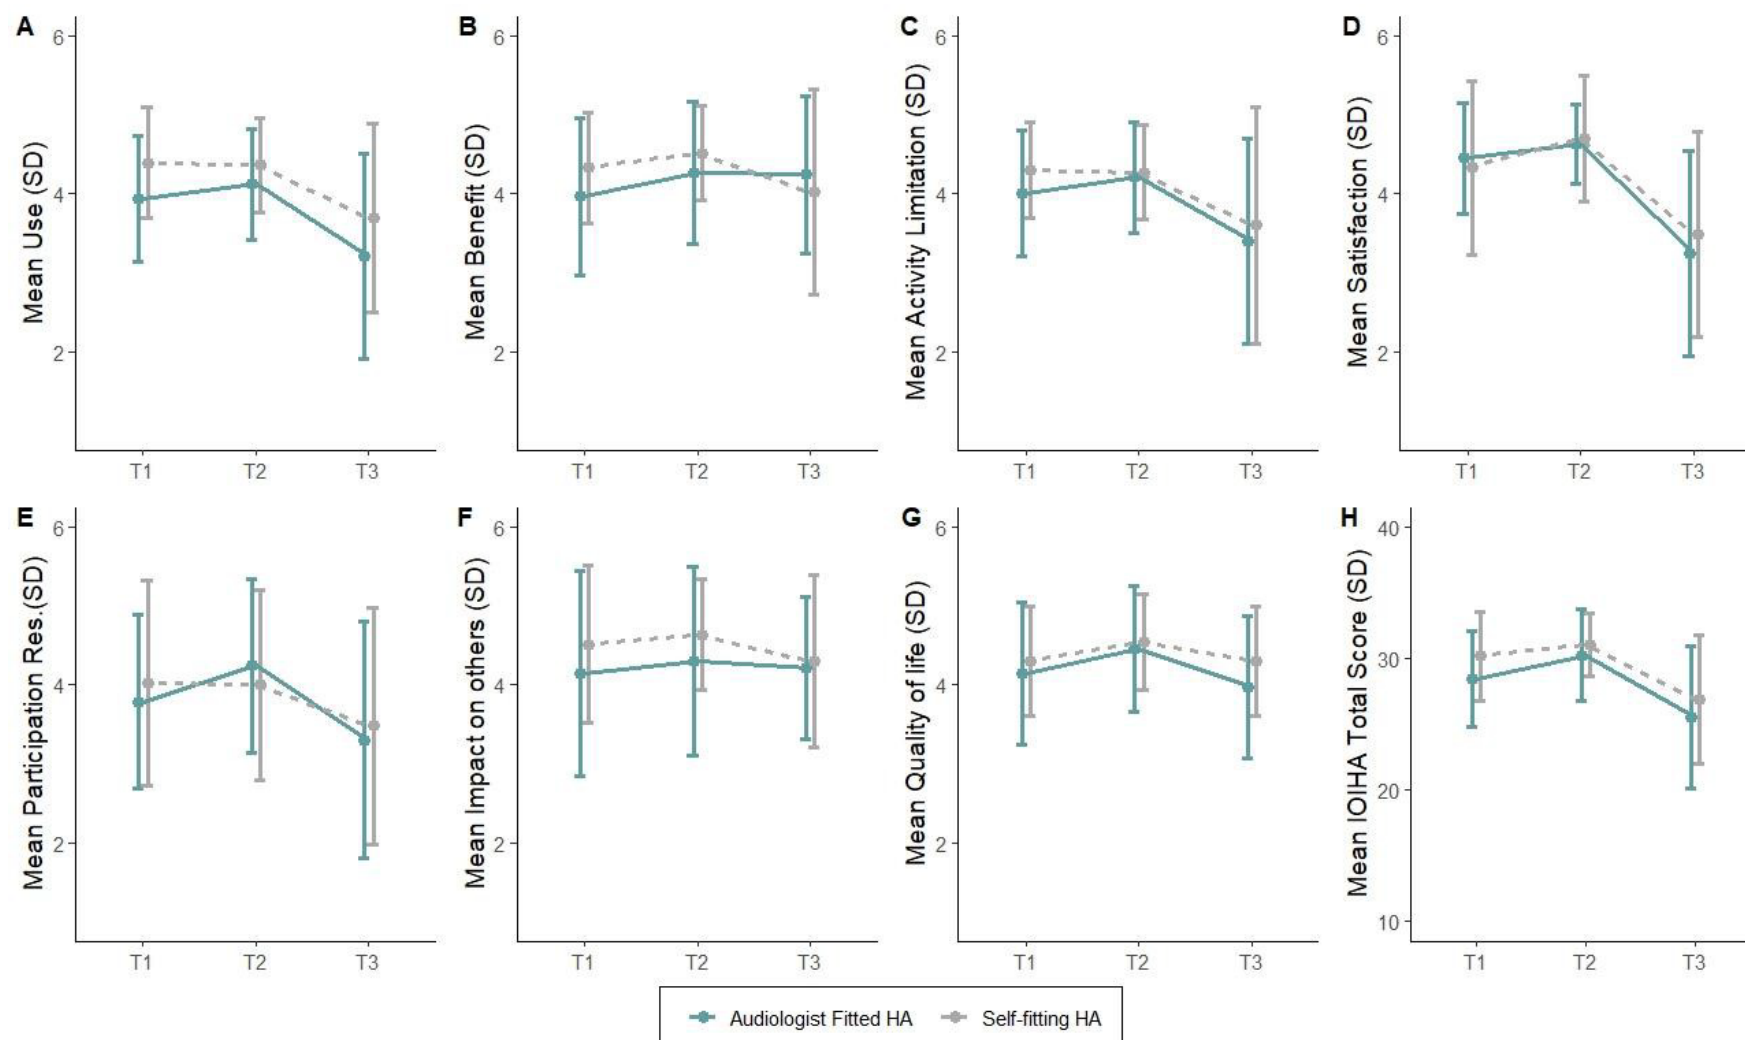 A
6
4
2
Mean Use (SD)
T1 T2 T3
B
6
4
2
Mean Benefit (SD)
T1 T2 T3
C
6
4
2
Mean Activity Limitation (SD)
T1 T2 T3
D
6
4
2
Mean Satisfaction (SD)
T1 T2 T3
E
6
4
2
Mean Participation Res.(SD)
T1 T2 T3
F
6
4
2
Mean Impact on others (SD)
T1 T2 T3
G
6
4
2
Mean Quality of life (SD)
T1 T2 T3
H
40
30
20
10
Mean IOIHA Total Score (SD)
T1 T2 T3
Audiologist Fitted HA Self-fitting HA